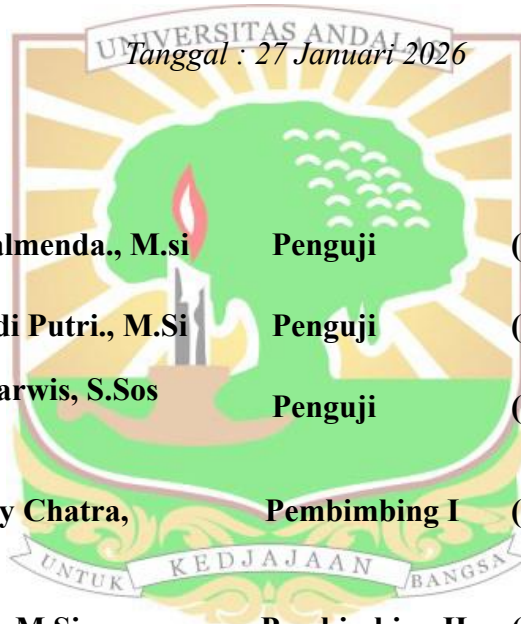 UNIVERSITAS ANDALAS
Tanggal : 27 Januari 2026
almenda., M.si Penguji (
di Putri., M.Si Penguji (
arwis, S.Sos
Penguji (
y Chatra, Pembimbing I (
UNTUK KEDJAJAAN BANGSA
M.Si Pembimbing II (